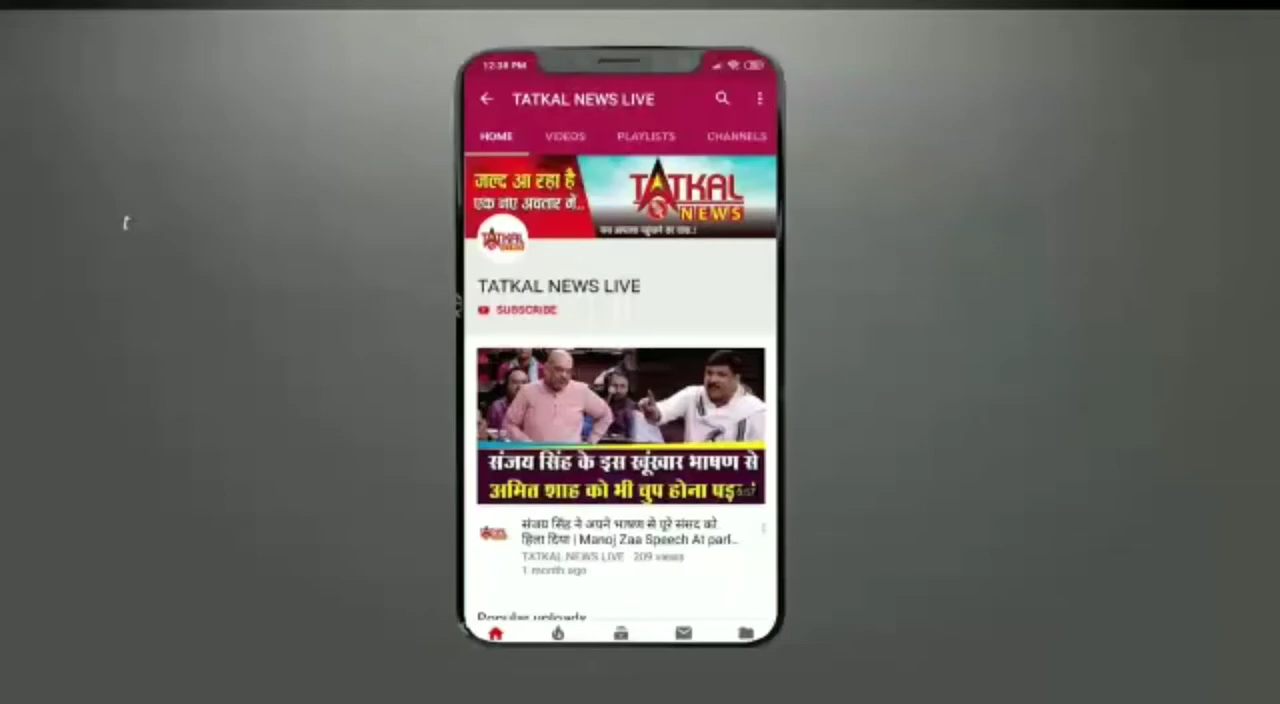 t
12:38 PM
TATKAL NEWS LIVE
HOME VIDEOS PLAYLISTS CHANNELS
जल्द आ रहा है
एक नए अवतार में..
TATKAL
NEWS
TATKAL
TATKAL NEWS LIVE
SUBSCRIBE
संजय सिंह के इस खूंखार भाषण से
अमित शाह को भी चुप होना पड़
संजय सिंह ने अपने भाषण से पूरे संसद को
हिला दिया | Manoj Zaa Speech At parl...
TATKAL NEWS LIVE 209 views
1 month ago
Popular uploads